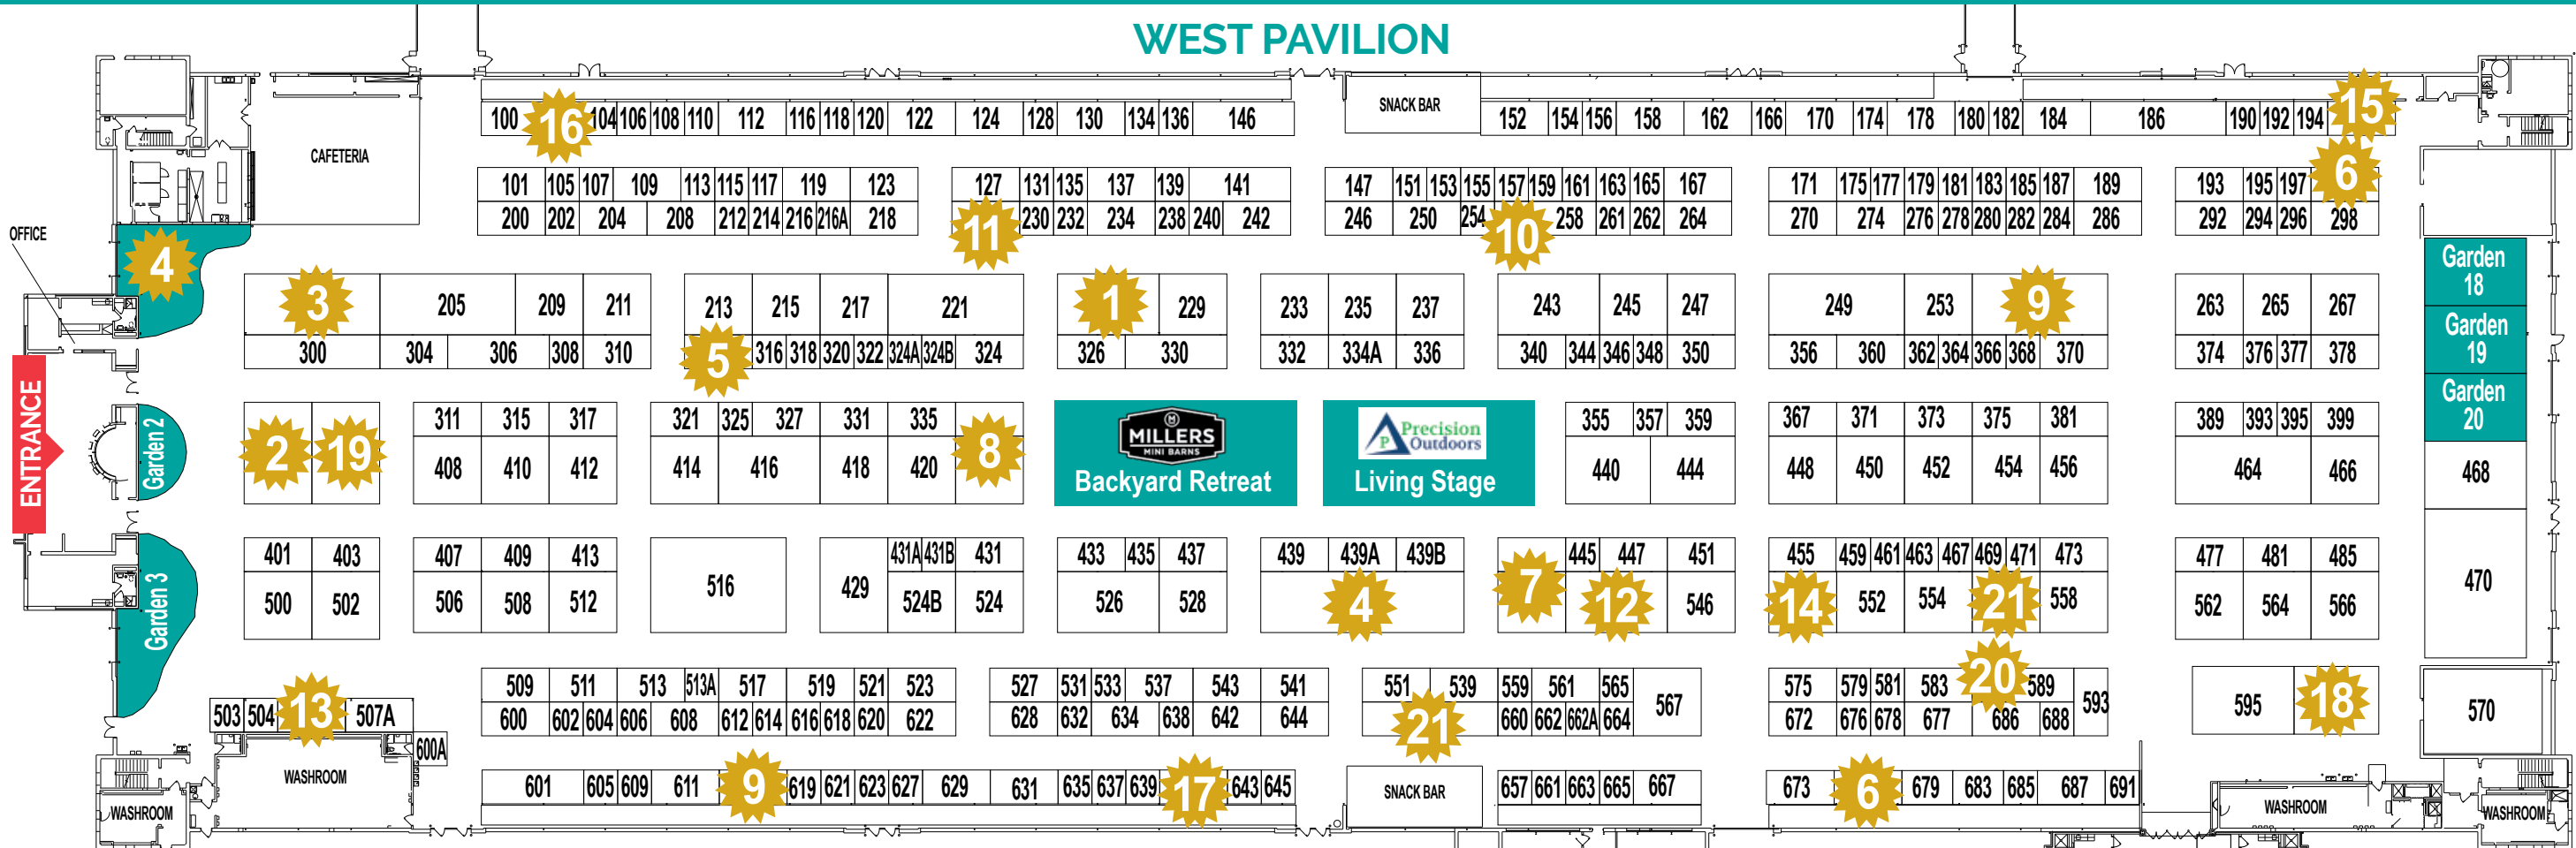 WEST PAVILION
SNACK BAR
100 16 104 106 108 110 112 116 118 120 122 124 128 130 134 136 146 152 154 156 158 162 166 170 174 178 180 182 184 186 190 192 194 15
CAFETERIA
101 105 107 109 113 115 117 119 123 127 131 135 137 139 141 147 151 153 155 157 159 161 163 165 167 171 175 177 179 181 183 185 187 189 193 195 197 6
200 202 204 208 212 214 216 216A 218 11 230 232 234 238 240 242 246 250 254 10 258 261 262 264 270 274 276 278 280 282 284 286 292 294 296 298
OFFICE
4
Garden
18
3 205 209 211 213 215 217 221 1 229 233 235 237 243 245 247 249 253 9 263 265 267
Garden
19
300 304 306 308 310 5 316 318 320 322 324A 324B 324 326 330 332 334A 336 340 344 346 348 350 356 360 362 364 366 368 370 374 376 377 378
ENTRANCE
Garden 2
Garden
20
2 19
311 315 317 321 325 327 331 335 8
M
MILLERS
MINI BARNS
Backyard Retreat
P
Precision
Outdoors
Living Stage
355 357 359 367 371 373 375 381 389 393 395 399
408 410 412 414 416 418 420 440 444 448 450 452 454 456 464 466 468
401 403 407 409 413 431A 431B 431 433 435 437 439 439A 439B 7 445 447 451 455 459 461 463 467 469 471 473 477 481 485
Garden 3
500 502 506 508 512 516 429 524B 524 526 528 4 12 546 14 552 554 21 558 562 564 566 470
509 511 513 513A 517 519 521 523 527 531 533 537 543 541 551 539 559 561 565 567 575 579 581 583 20 589 593 595 18 570
503 504 13 507A
600 602 604 606 608 612 614 616 618 620 622 628 632 634 638 642 644 21 660 662 662A 664 672 676 678 677 686 688
600A
WASHROOM
SNACK BAR
601 605 609 611 9 619 621 623 627 629 631 635 637 639 17 643 645 657 661 663 665 667 673 6 679 683 685 687 691
WASHROOM
WASHROOM
WASHROOM